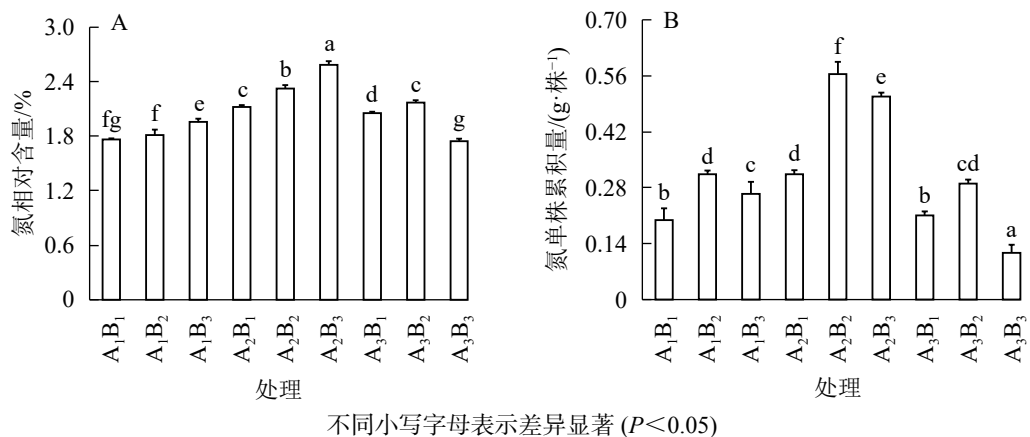 A
氮相对含量/%
3.0
2.4
1.8
1.2
0.6
0
fg f e c b a d c g
A₁B₁ A₁B₂ A₁B₃ A₂B₁ A₂B₂ A₂B₃ A₃B₁ A₃B₂ A₃B₃
处理
B
氮单株累积量/(g·株⁻¹)
0.70
0.56
0.42
0.28
0.14
0
b d c d f e b cd a
A₁B₁ A₁B₂ A₁B₃ A₂B₁ A₂B₂ A₂B₃ A₃B₁ A₃B₂ A₃B₃
处理
不同小写字母表示差异显著 (P＜0.05)